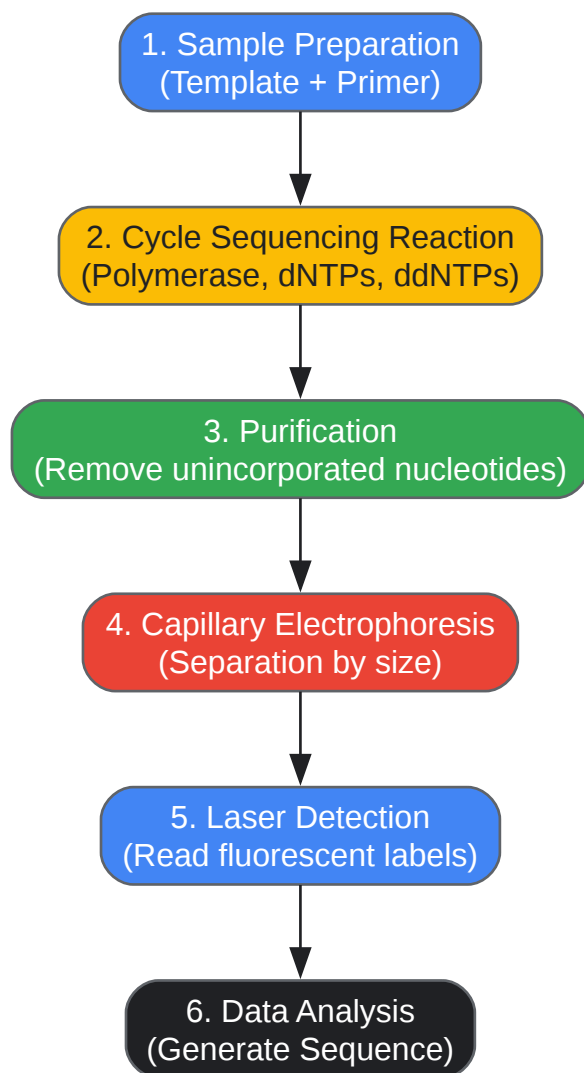 1. Sample Preparation
(Template + Primer)
2. Cycle Sequencing Reaction
(Polymerase, dNTPs, ddNTPs)
3. Purification
(Remove unincorporated nucleotides)
4. Capillary Electrophoresis
(Separation by size)
5. Laser Detection
(Read fluorescent labels)
6. Data Analysis
(Generate Sequence)